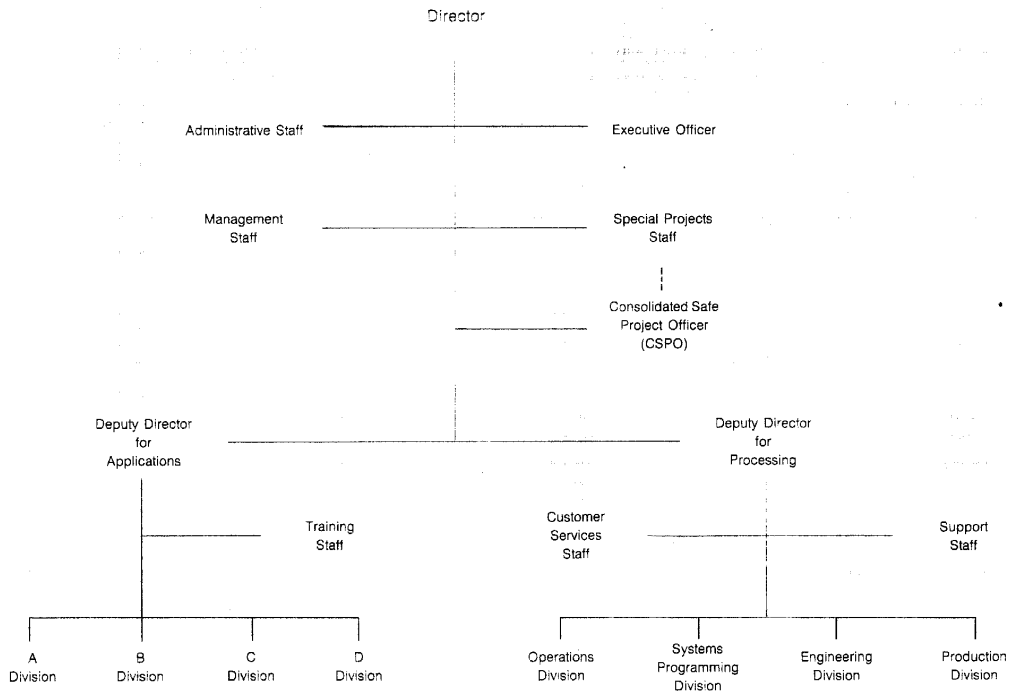 Director
Administrative Staff
Executive Officer
Management
Staff
Special Projects
Staff
Consolidated Safe
Project Officer
(CSPO)
Deputy Director
for
Applications
Deputy Director
for
Processing
Training
Staff
Customer
Services
Staff
Support
Staff
A
Division
B
Division
C
Division
D
Division
Operations
Division
Systems
Programming
Division
Engineering
Division
Production
Division